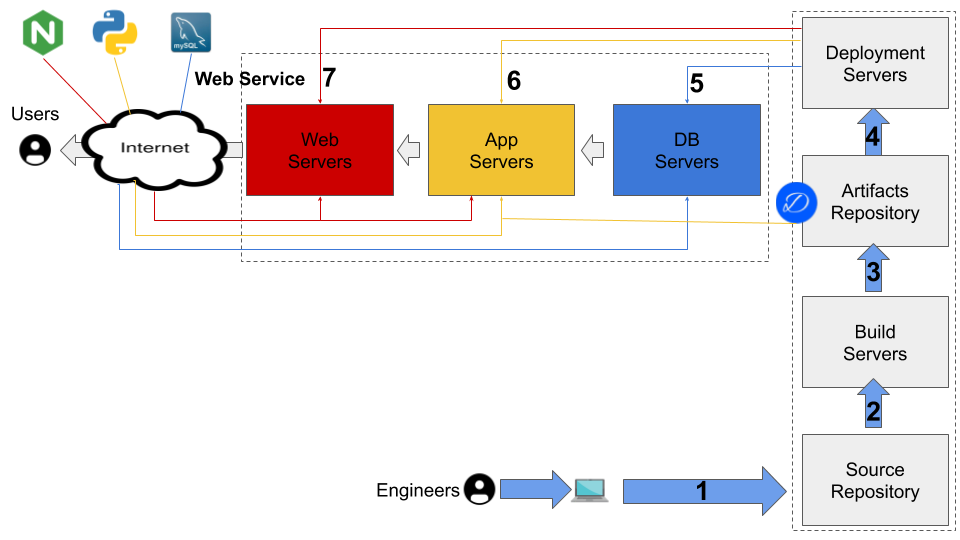 N
mySQL
Web Service
7
6
5
Deployment
Servers
Users
Internet
Web
Servers
App
Servers
DB
Servers
4
D
Artifacts
Repository
3
Build
Servers
2
Engineers
1
Source
Repository